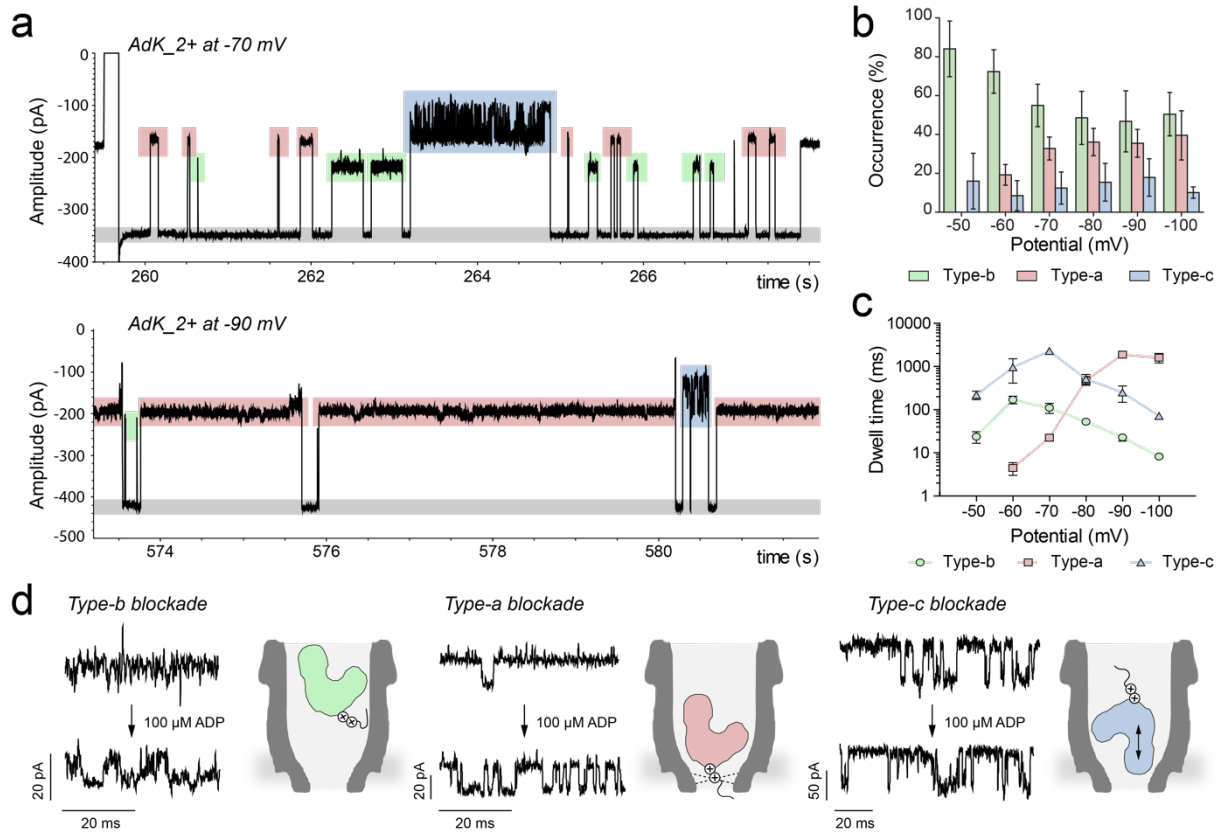 a
AdK_2+ at -70 mV
Amplitude (pA)
0
-100
-200
-300
-400
260
262
264
266
time (s)
AdK_2+ at -90 mV
Amplitude (pA)
0
-100
-200
-300
-400
-500
574
576
578
580
time (s)
b
Occurrence (%)
100
80
60
40
20
0
-50 -60 -70 -80 -90 -100
Potential (mV)
Type-b Type-a Type-c
c
Dwell time (ms)
10000
1000
100
10
1
-50 -60 -70 -80 -90 -100
Potential (mV)
Type-b Type-a Type-c
d
Type-b blockade
100 µM ADP
20 pA
20 ms
Type-a blockade
100 µM ADP
20 pA
20 ms
Type-c blockade
100 µM ADP
50 pA
20 ms